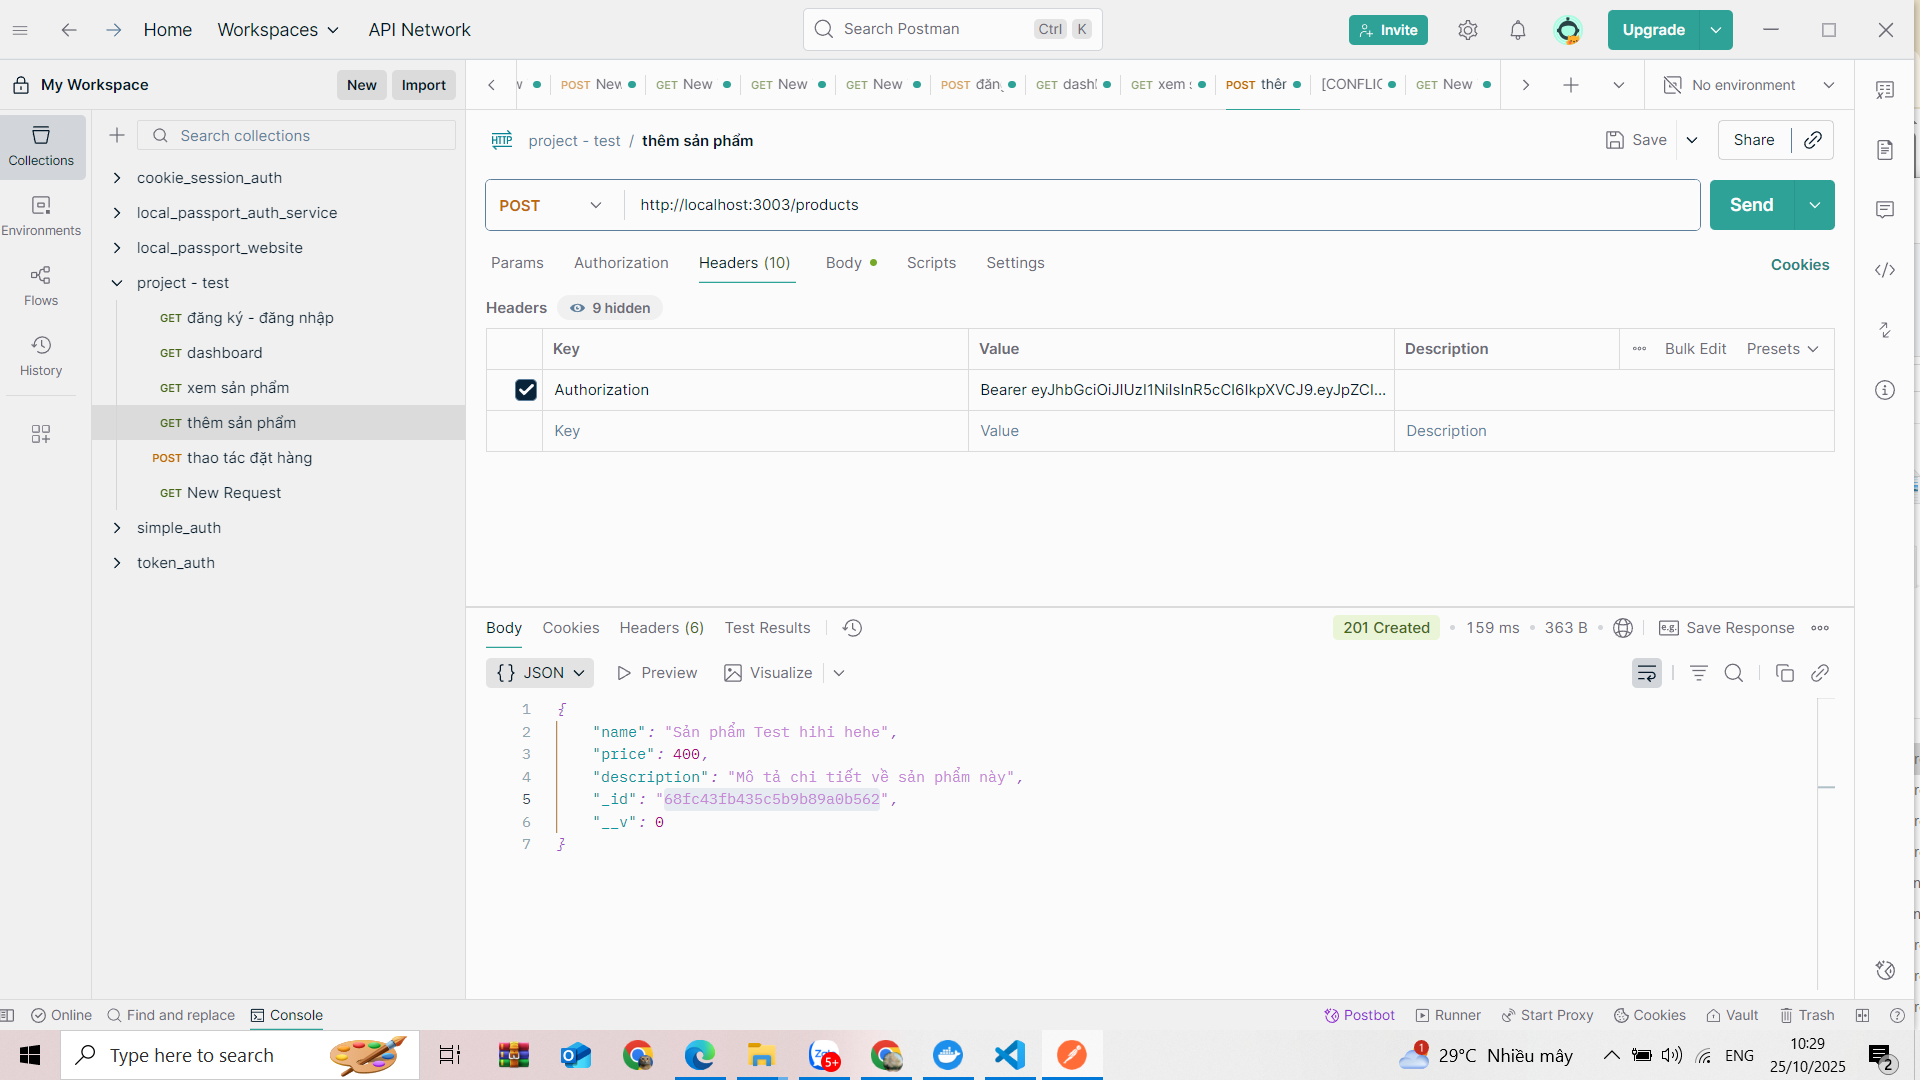 Home
Workspaces
API Network
Search Postman
Ctrl
K
Invite
Upgrade
My Workspace
New
Import
POST New
GET New
GET New
GET New
POST đăn
GET dash
GET xem s
POST thêr
[CONFLIC
GET New
No environment
Collections
Environments
Flows
History
Search collections
cookie_session_auth
local_passport_auth_service
local_passport_website
project - test
GET đăng ký - đăng nhập
GET dashboard
GET xem sản phẩm
GET thêm sản phẩm
POST thao tác đặt hàng
GET New Request
simple_auth
token_auth
HTTP project - test / thêm sản phẩm
Save
Share
POST
http://localhost:3003/products
Send
Params
Authorization
Headers (10)
Body
Scripts
Settings
Cookies
Headers
9 hidden
Key
Value
Description
Bulk Edit
Presets
Authorization
Bearer eyJhbGciOiJIUzI1NiIsInR5cCI6IkpXVCJ9.eyJpZCI...
Key
Value
Description
Body
Cookies
Headers (6)
Test Results
201 Created
159 ms
363 B
e.g. Save Response
{} JSON
Preview
Visualize
1 {
2 "name": "Sản phẩm Test hihi hehe",
3 "price": 400,
4 "description": "Mô tả chi tiết về sản phẩm này",
5 "_id": "68fc43fb435c5b9b89a0b562",
6 "__v": 0
7 }
Online
Find and replace
Console
Postbot
Runner
Start Proxy
Cookies
Vault
Trash
Type here to search
5+
1
29°C Nhiều mây
ENG
10:29
25/10/2025
2